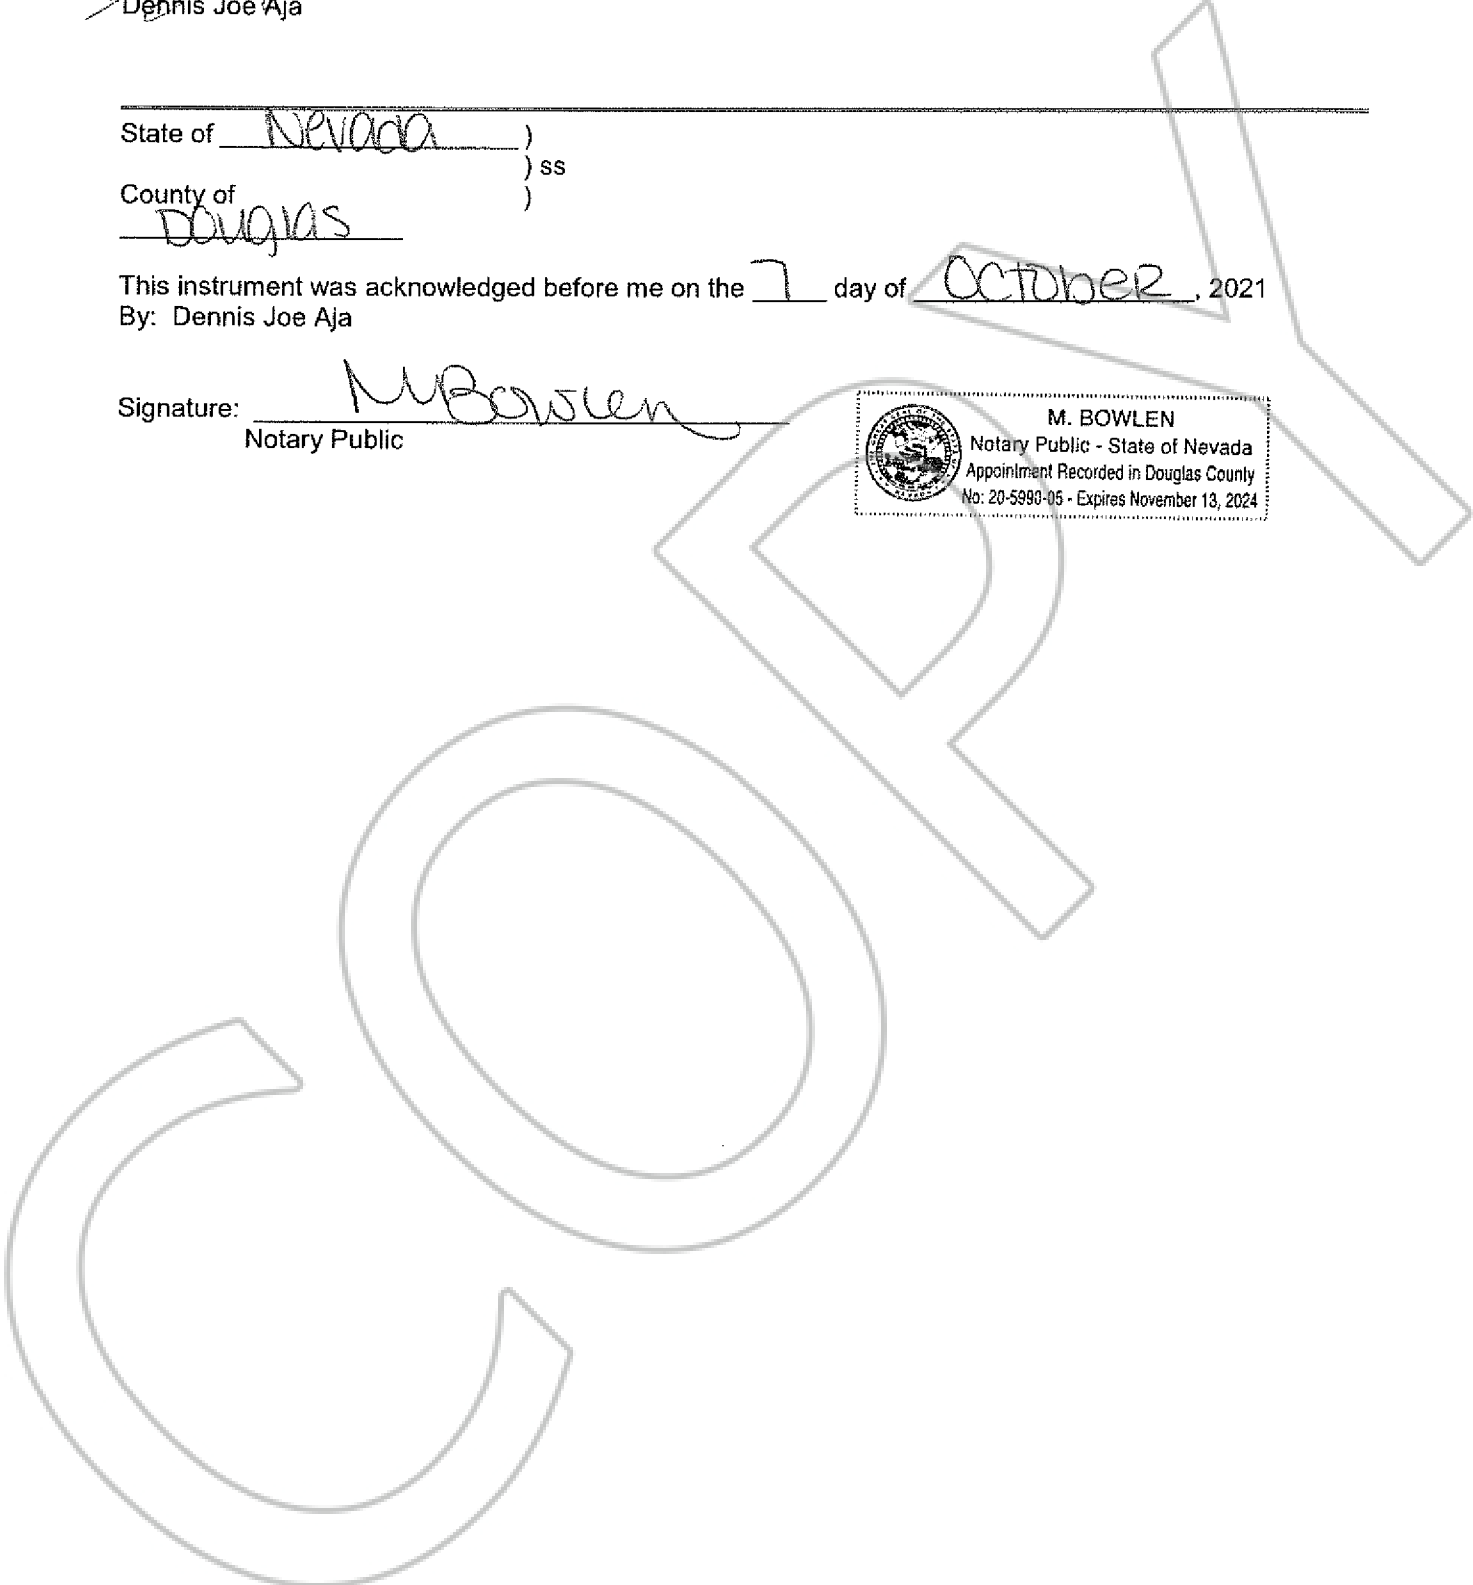 Dennis Joe Aja
State of Nevada )
) ss
County of )
Douglas
This instrument was acknowledged before me on the 7 day of October, 2021
By: Dennis Joe Aja
Signature: M Bowlen
Notary Public
M. BOWLEN
Notary Public - State of Nevada
Appointment Recorded in Douglas County
No: 20-5990-05 - Expires November 13, 2024
COPY